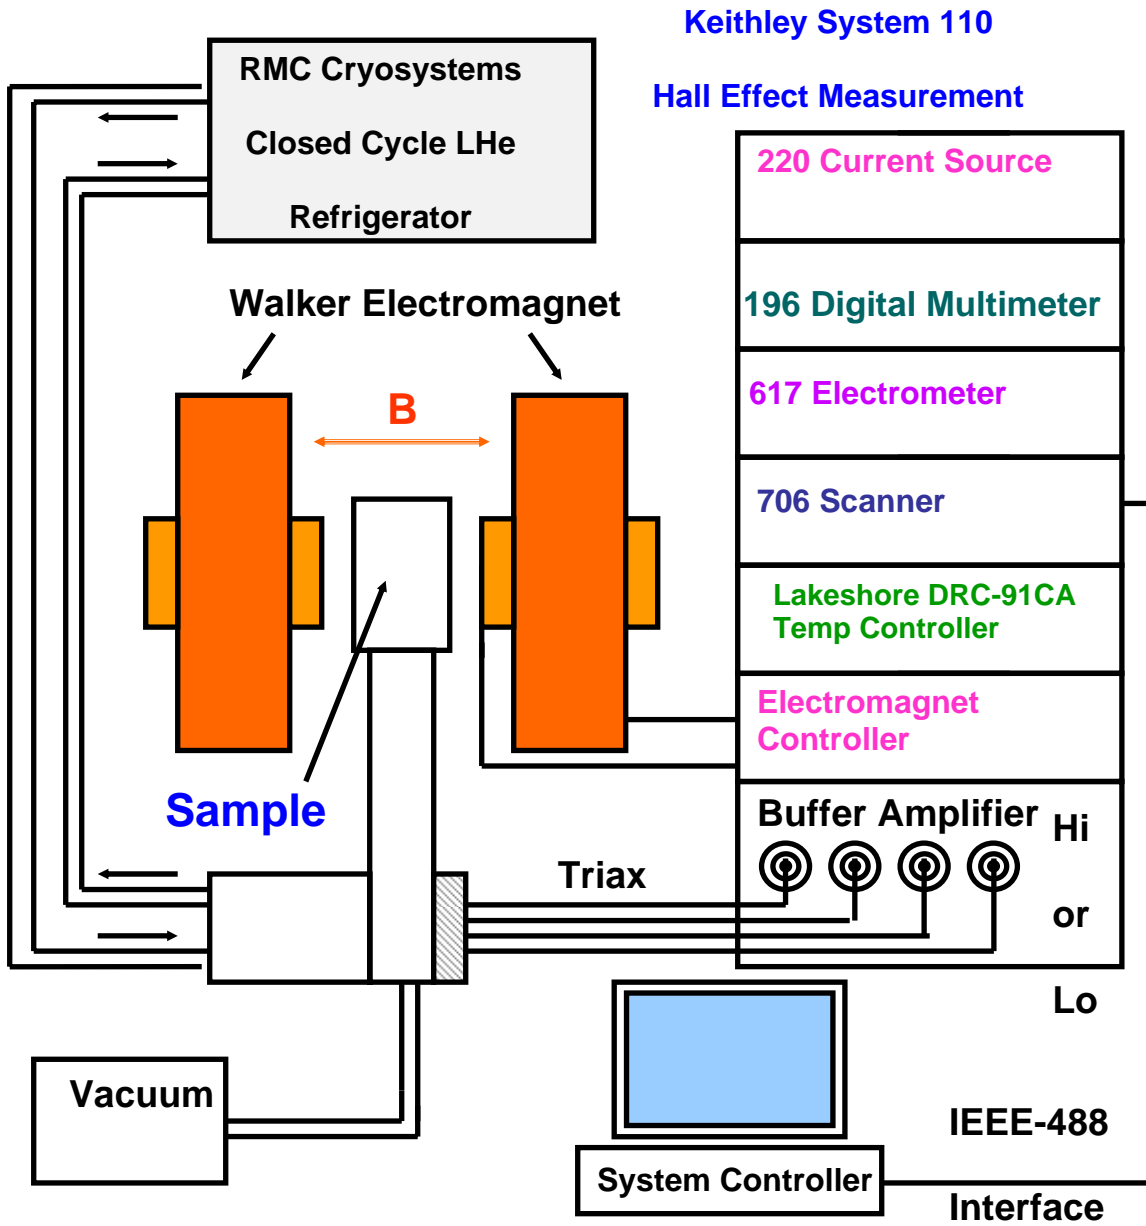 Keithley System 110
Hall Effect Measurement
RMC Cryosystems
Closed Cycle LHe
Refrigerator
Walker Electromagnet
B
Sample
Triax
Vacuum
220 Current Source
196 Digital Multimeter
617 Electrometer
706 Scanner
Lakeshore DRC-91CA
Temp Controller
Electromagnet
Controller
Buffer Amplifier
Hi
or
Lo
System Controller
IEEE-488
Interface